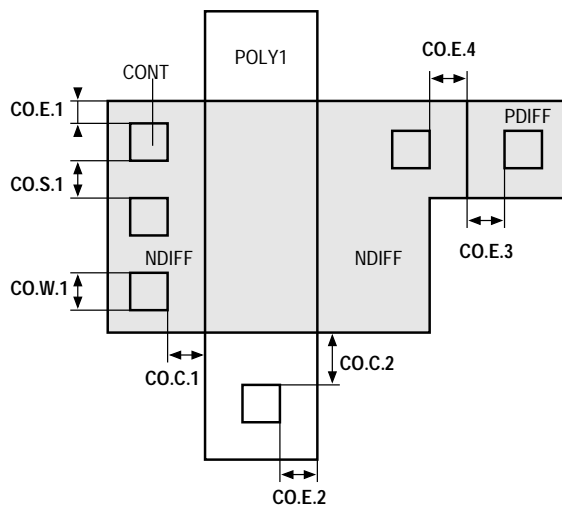 CO.E.4
POLY1
CONT
CO.E.1
PDIFF
CO.S.1
CO.E.3
NDIFF
NDIFF
CO.W.1
CO.C.2
CO.C.1
CO.E.2